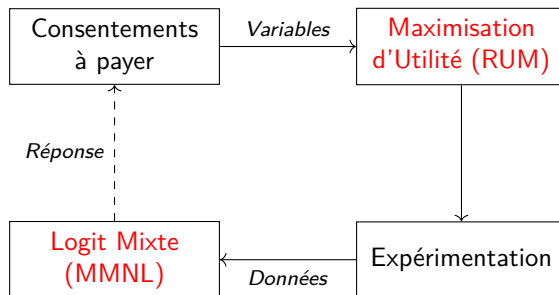 Consentements
à payer
Variables
Maximisation
d'Utilité (RUM)
Réponse
Logit Mixte
(MMNL)
Données
Expérimentation